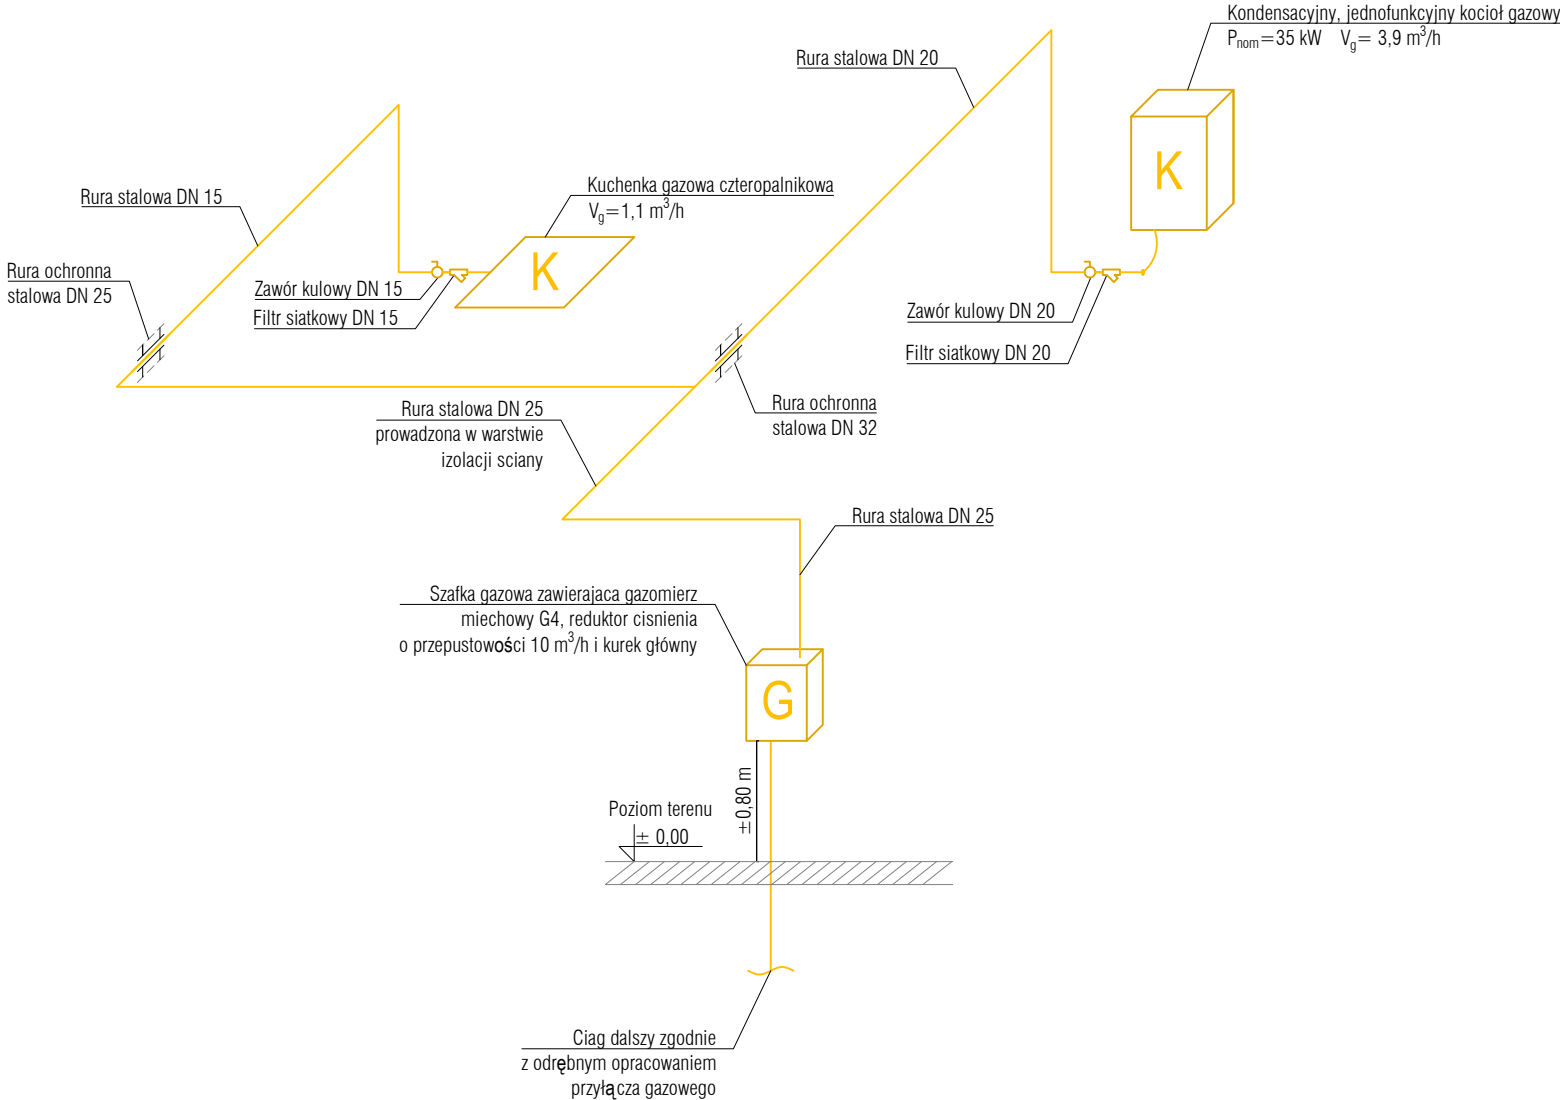 Kondensacyjny, jednofunkcyjny kocioł gazowy
Pnom=35 kW Vg= 3,9 m³/h
Rura stalowa DN 20
K
Kuchenka gazowa czteropalnikowa
Vg=1,1 m³/h
Rura stalowa DN 15
K
Rura ochronna
stalowa DN 25
Zawór kulowy DN 15
Filtr siatkowy DN 15
Zawór kulowy DN 20
Filtr siatkowy DN 20
Rura ochronna
stalowa DN 32
Rura stalowa DN 25
prowadzona w warstwie
izolacji sciany
Rura stalowa DN 25
Szafka gazowa zawierajaca gazomierz
miechowy G4, reduktor cisnienia
o przepustowości 10 m³/h i kurek główny
G
±0,80 m
Poziom terenu
± 0,00
Ciag dalszy zgodnie
z odrębnym opracowaniem
przyłącza gazowego